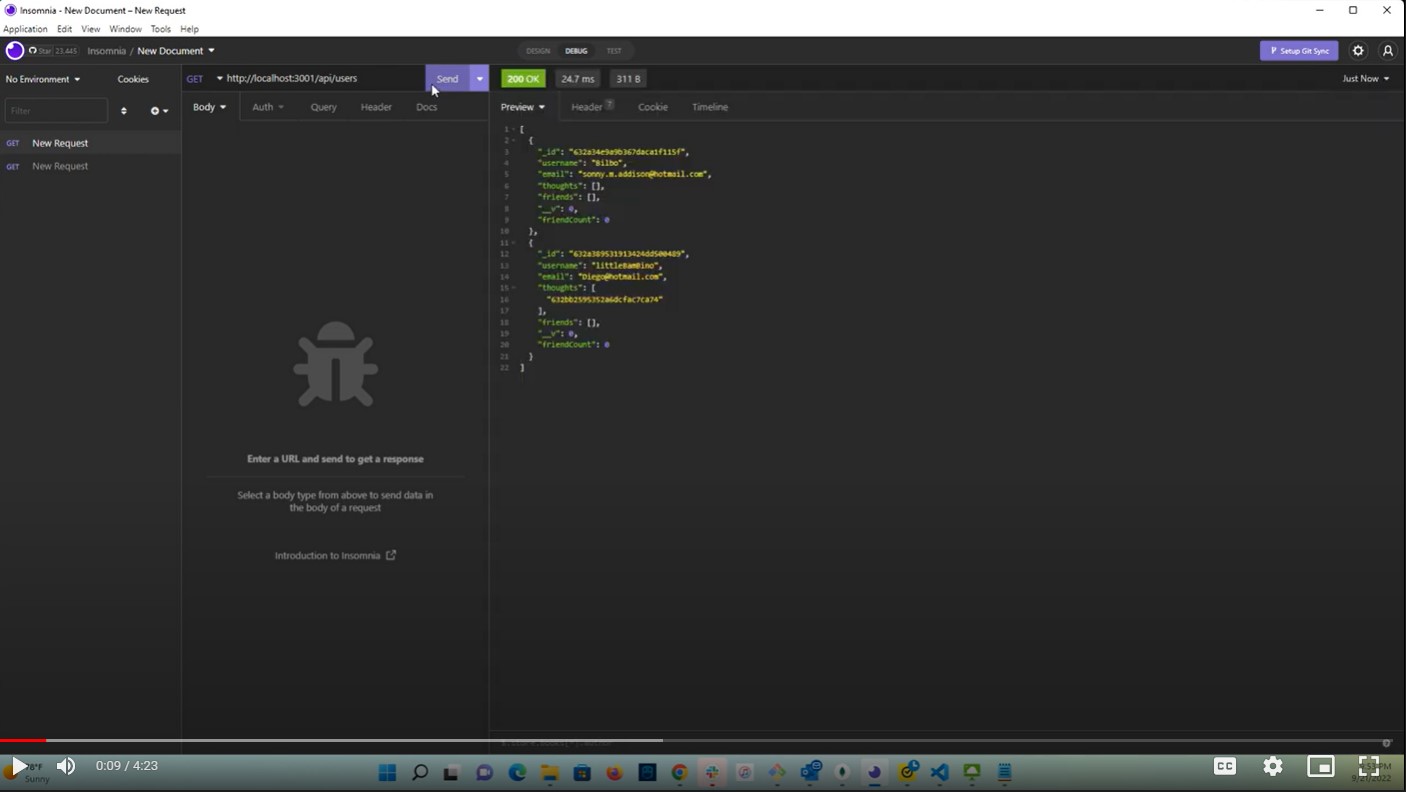 Insomnia - New Document – New Request
Application Edit View Window Tools Help
Star 23,445 Insomnia / New Document DESIGN DEBUG TEST Setup Git Sync
No Environment Cookies GET http://localhost:3001/api/users Send 200 OK 24.7 ms 311 B Just Now
Filter Body Auth Query Header Docs Preview Header 7 Cookie Timeline
GET New Request
GET New Request
1 [
2 {
3 "_id": "632a34e9a9b367daca1f115f",
4 "username": "Bilbo",
5 "email": "sonny.m.addison@hotmail.com",
6 "thoughts": [],
7 "friends": [],
8 "__v": 0,
9 "friendCount": 0
10 },
11 {
12 "_id": "632a389531913424dd500489",
13 "username": "littleBamBino",
14 "email": "Diego@hotmail.com",
15 "thoughts": [
16 "632bb2595352a6dcfac7ca74"
17 ],
18 "friends": [],
19 "__v": 0,
20 "friendCount": 0
21 }
22 ]
Enter a URL and send to get a response
Select a body type from above to send data in
the body of a request
Introduction to Insomnia
0:09 / 4:23
CC
Sunny
9/21/2022